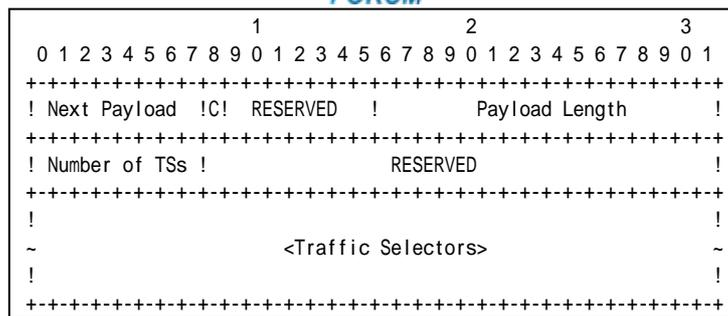 FORUM
1 2 3
0 1 2 3 4 5 6 7 8 9 0 1 2 3 4 5 6 7 8 9 0 1 2 3 4 5 6 7 8 9 0 1
+-+-+-+-+-+-+-+-+-+-+-+-+-+-+-+-+-+-+-+-+-+-+-+-+-+-+-+-+-+-+-+-+
! Next Payload !C! RESERVED ! Payload Length !
+-+-+-+-+-+-+-+-+-+-+-+-+-+-+-+-+-+-+-+-+-+-+-+-+-+-+-+-+-+-+-+-+
! Number of TSs ! RESERVED !
+-+-+-+-+-+-+-+-+-+-+-+-+-+-+-+-+-+-+-+-+-+-+-+-+-+-+-+-+-+-+-+-+
! !
~ <Traffic Selectors> ~
! !
+-+-+-+-+-+-+-+-+-+-+-+-+-+-+-+-+-+-+-+-+-+-+-+-+-+-+-+-+-+-+-+-+